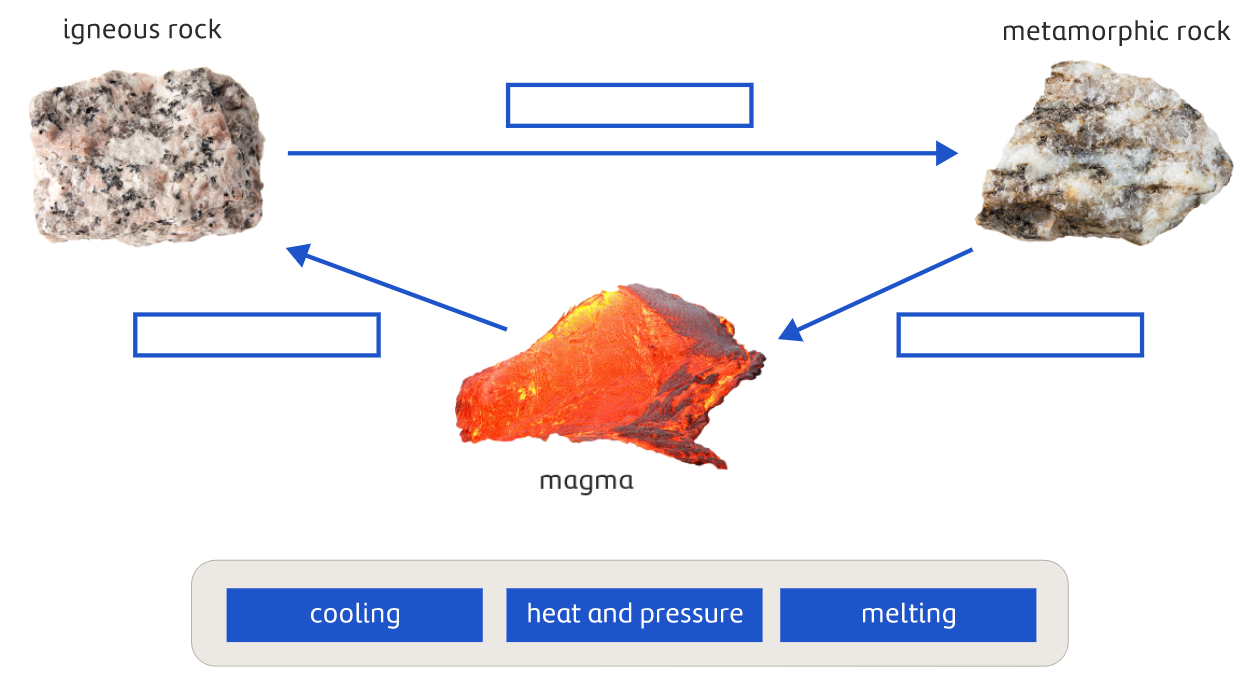 igneous rock
metamorphic rock
magma
cooling
heat and pressure
melting